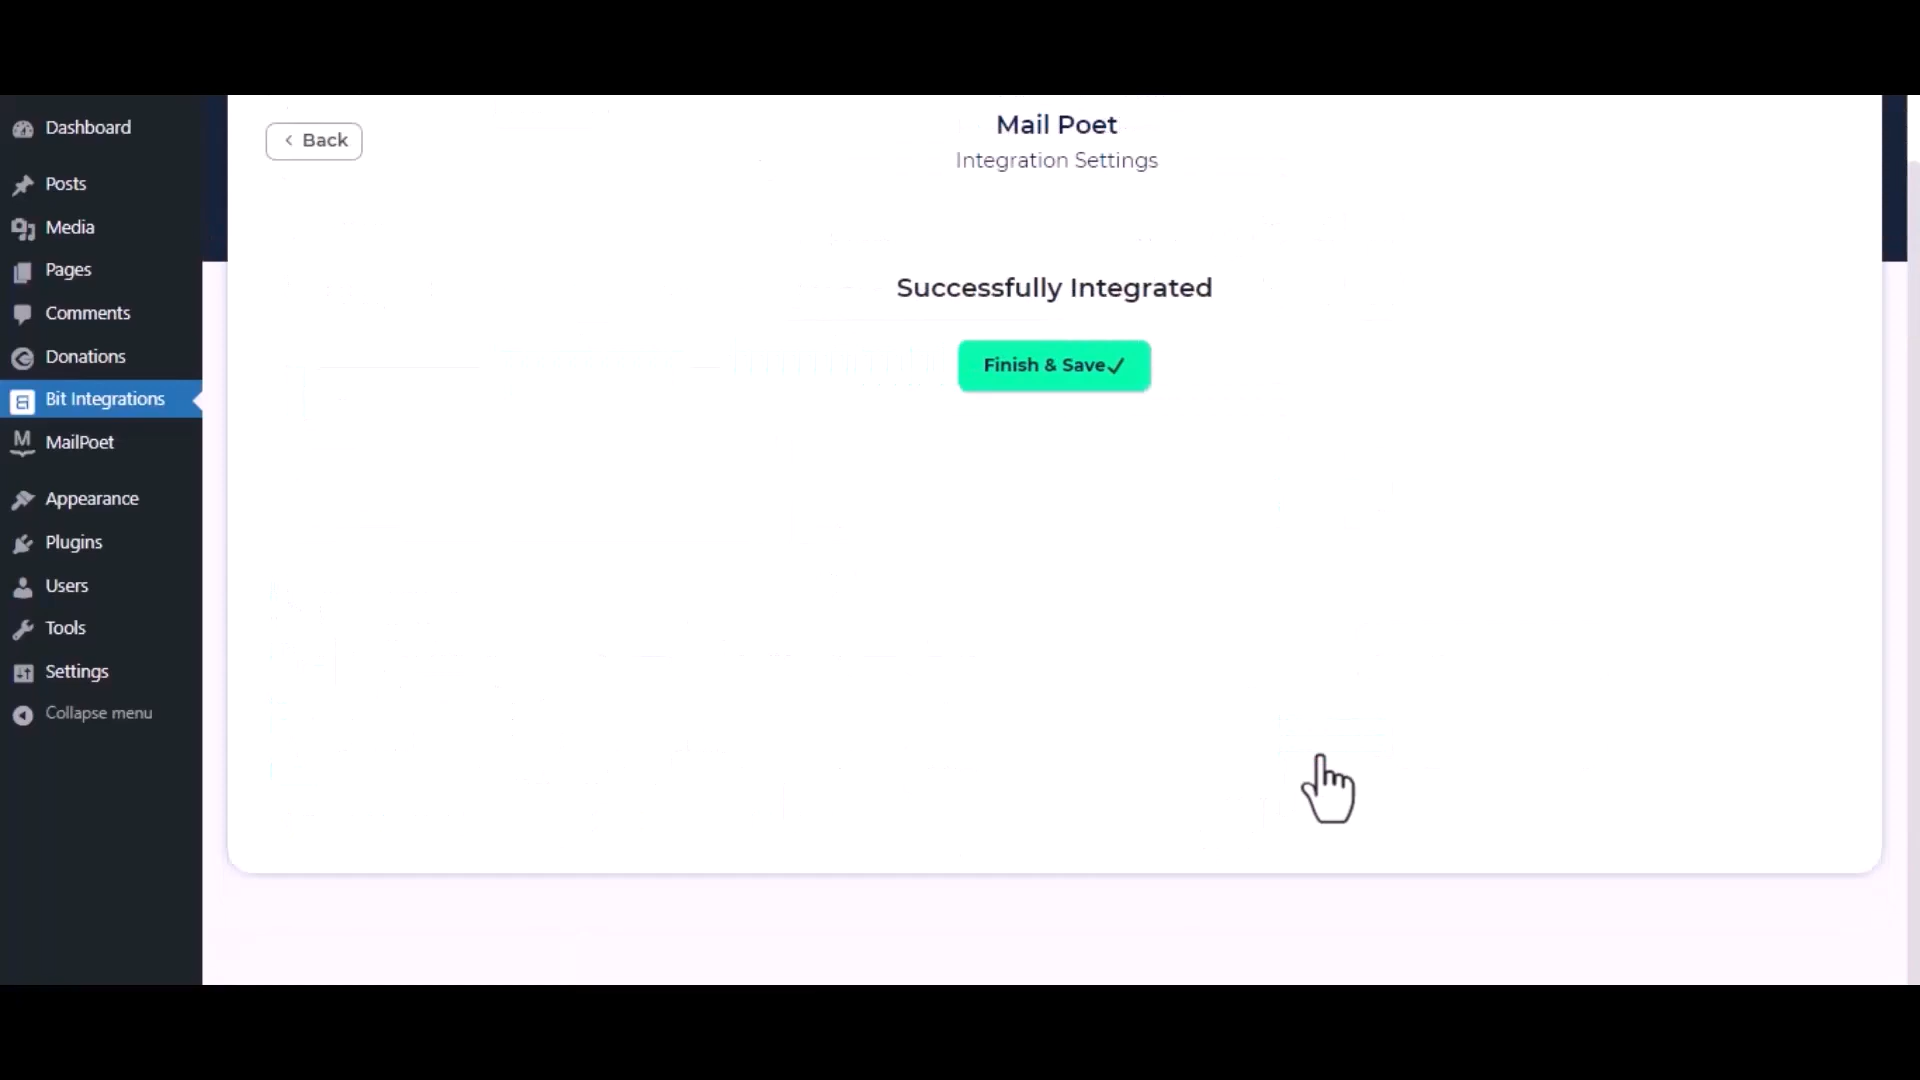 Dashboard
Posts
Media
Pages
Comments
Donations
Bit Integrations
MailPoet
Appearance
Plugins
Users
Tools
Settings
Collapse menu
Back
Mail Poet
Integration Settings
Successfully Integrated
Finish & Save✓